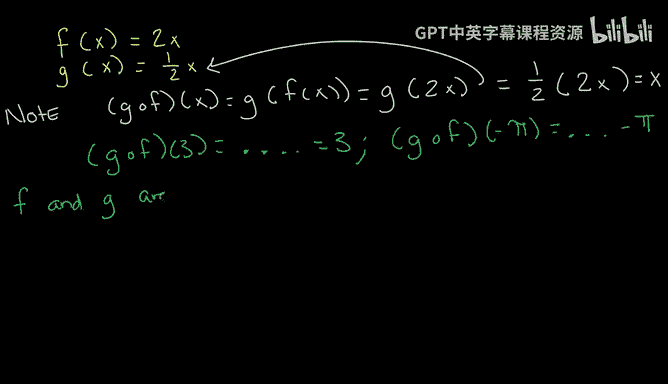 GPT中英字幕课程资源 bilibili
f(x) = 2x
g(x) = 1/2 x
Note (g∘f)(x) = g(f(x)) = g(2x) = 1/2 (2x) = x
(g∘f)(3) = .... = 3; (g∘f)(-π) = ... -π
f and g ar